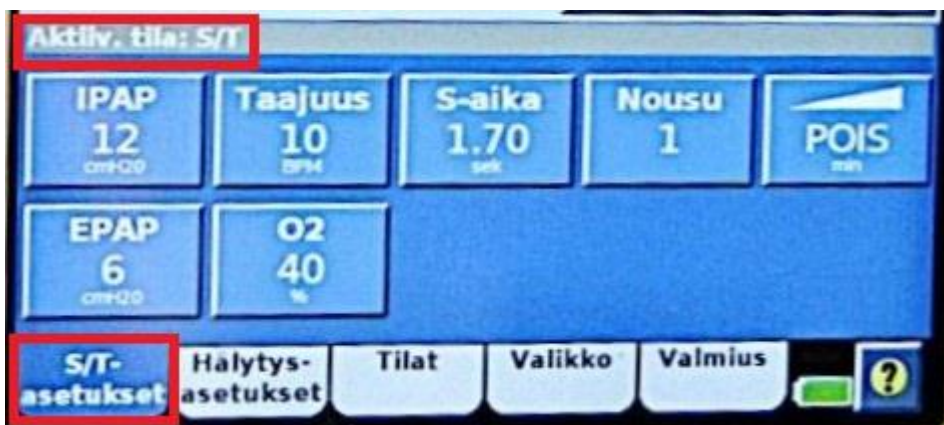 Aktiiv. tila: S/T
IPAP
12
cmH2O
Taajuus
10
BPM
S-aika
1.70
sek
Nousu
1
POIS
min
EPAP
6
cmH2O
O2
40
%
S/T-
asetukset
Hälytys-
asetukset
Tilat
Valikko
Valmius
?